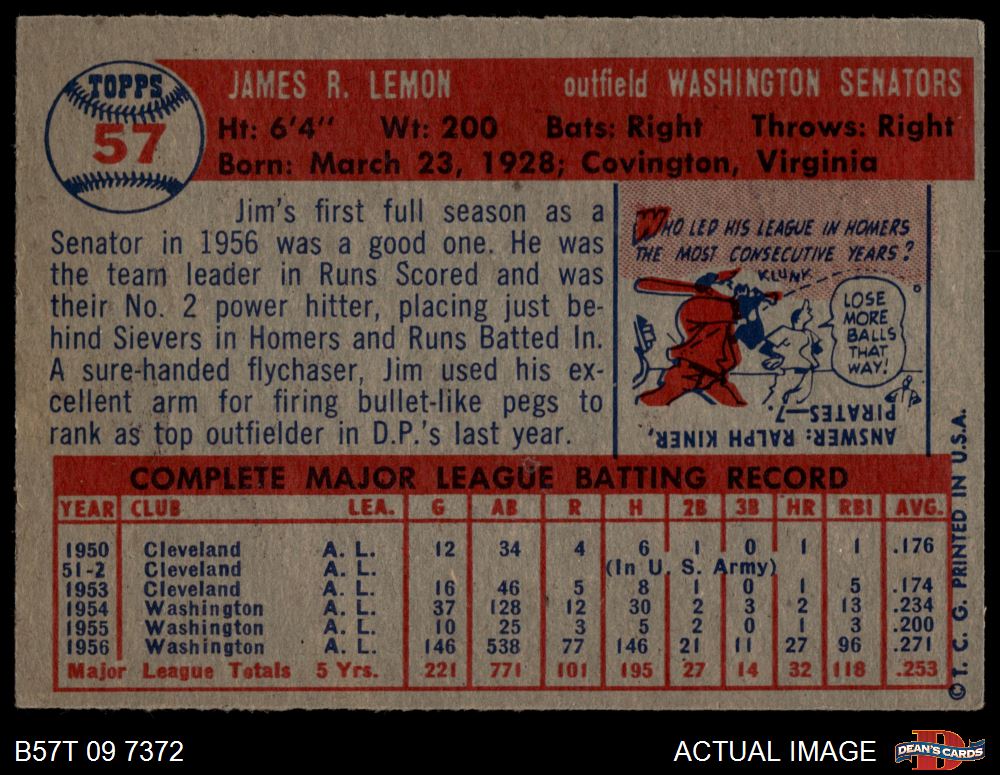 TOPPS
57
JAMES R. LEMON outfield WASHINGTON SENATORS
Ht: 6'4" Wt: 200 Bats: Right Throws: Right
Born: March 23, 1928; Covington, Virginia
Jim's first full season as a
Senator in 1956 was a good one. He was
the team leader in Runs Scored and was
their No. 2 power hitter, placing just be-
hind Sievers in Homers and Runs Batted In.
A sure-handed flychaser, Jim used his ex-
cellent arm for firing bullet-like pegs to
rank as top outfielder in D.P.'s last year.
WHO LED HIS LEAGUE IN HOMERS
THE MOST CONSECUTIVE YEARS?
KLUNK
LOSE
MORE
BALLS
THAT
WAY!
ANSWER: RALPH KINER,
PIRATES—7.
COMPLETE MAJOR LEAGUE BATTING RECORD
YEAR CLUB LEA. G AB R H 2B 3B HR RBI AVG.
1950 Cleveland A. L. 12 34 4 6 1 0 1 1 .176
51-2 Cleveland A. L. (In U. S. Army)
1953 Cleveland A. L. 16 46 5 8 1 0 1 5 .174
1954 Washington A. L. 37 128 12 30 2 3 2 13 .234
1955 Washington A. L. 10 25 3 5 2 0 1 3 .200
1956 Washington A. L. 146 538 77 146 21 11 27 96 .271
Major League Totals 5 Yrs. 221 771 101 195 27 14 32 118 .253
©T. C. G. PRINTED IN U.S.A.
B57T 09 7372 ACTUAL IMAGE
DEAN'S CARDS